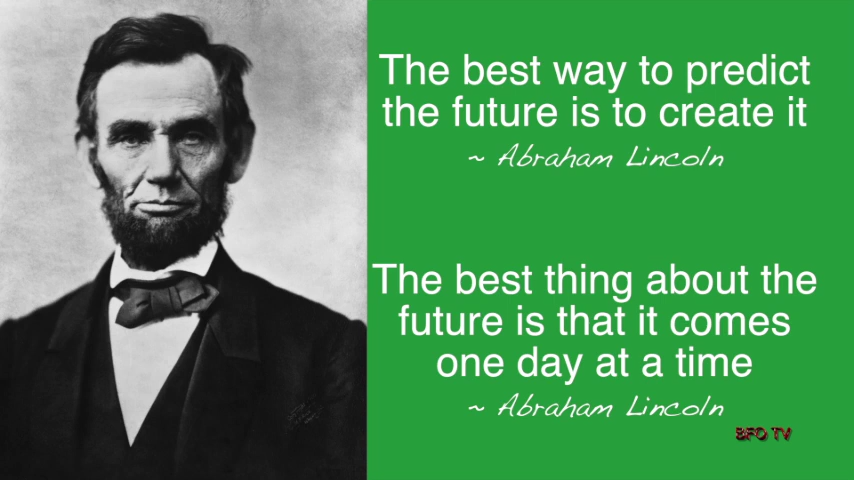 The best way to predict
the future is to create it
~ Abraham Lincoln
The best thing about the
future is that it comes
one day at a time
~ Abraham Lincoln
BFO TV